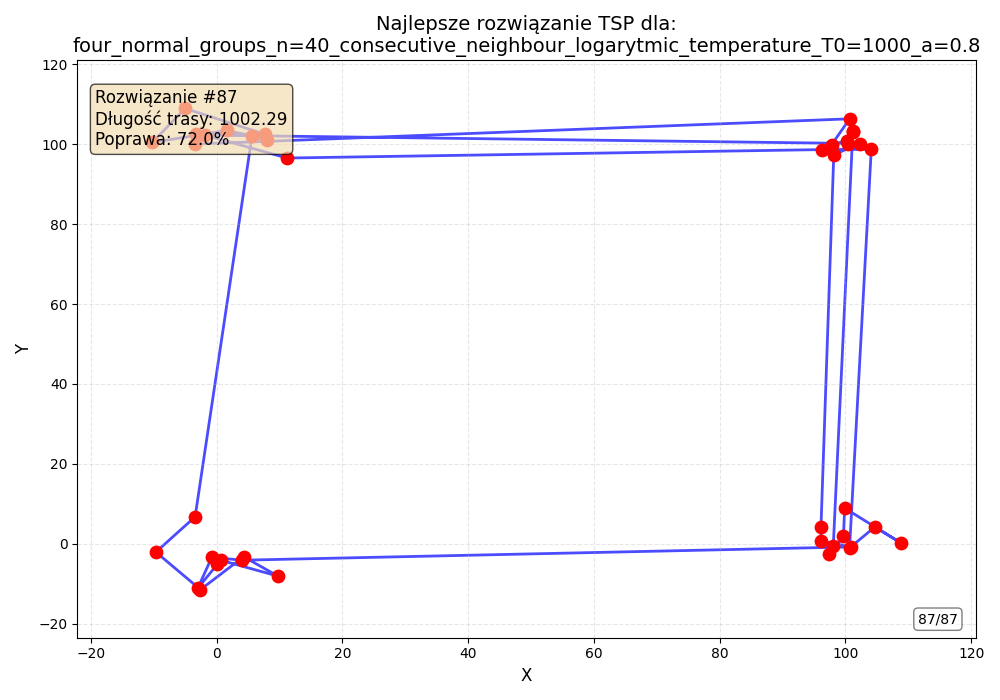 Najlepsze rozwiązanie TSP dla:
four_normal_groups_n=40_consecutive_neighbour_logarytmic_temperature_T0=1000_a=0.8
Rozwiązanie #87
Długość trasy: 1002.29
Poprawa: 72.0%
120
100
80
60
40
20
0
−20
Y
87/87
−20
0
20
40
60
80
100
120
X